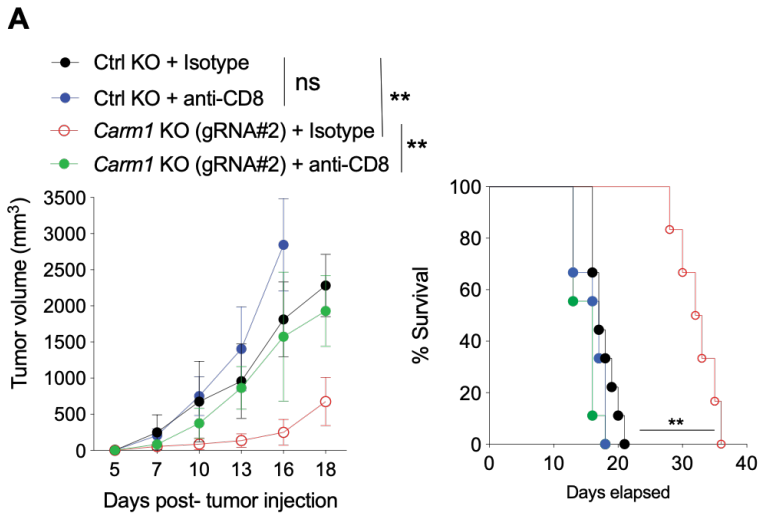 A
Ctrl KO + Isotype
Ctrl KO + anti-CD8
Carm1 KO (gRNA#2) + Isotype
Carm1 KO (gRNA#2) + anti-CD8
ns
**
**
Tumor volume (mm³)
3500
3000
2500
2000
1500
1000
500
0
5 7 10 13 16 18
Days post- tumor injection
% Survival
100
80
60
40
20
0
**
0 10 20 30 40
Days elapsed